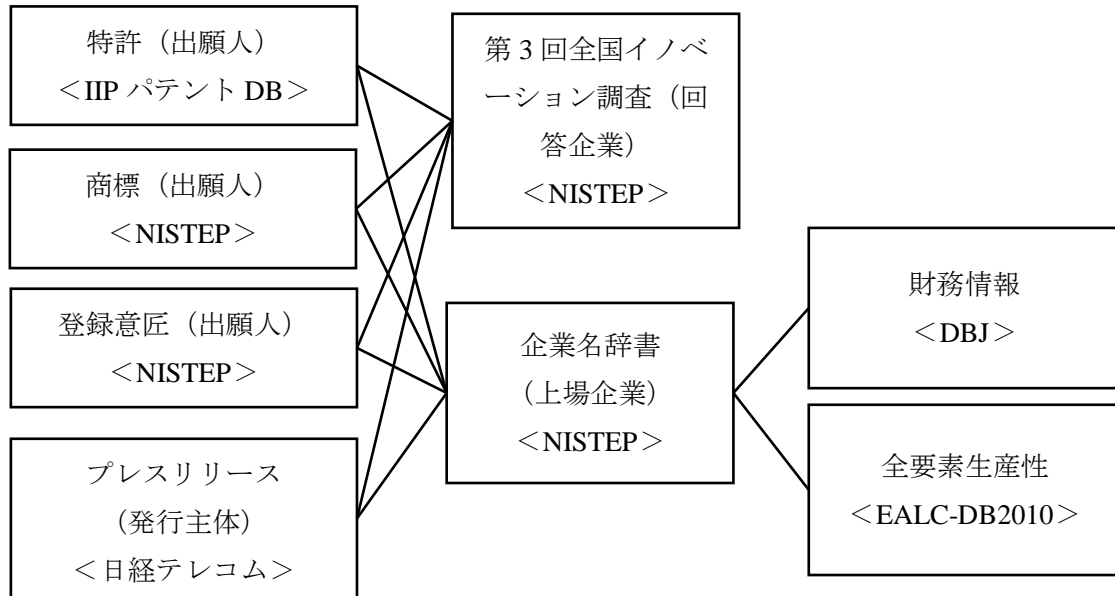 特許（出願人）
＜IIP パテント DB＞
商標（出願人）
＜NISTEP＞
登録意匠（出願人）
＜NISTEP＞
プレスリリース
（発行主体）
＜日経テレコム＞
第 3 回全国イノベ
ーション調査（回
答企業）
＜NISTEP＞
企業名辞書
（上場企業）
＜NISTEP＞
財務情報
＜DBJ＞
全要素生産性
＜EALC-DB2010＞